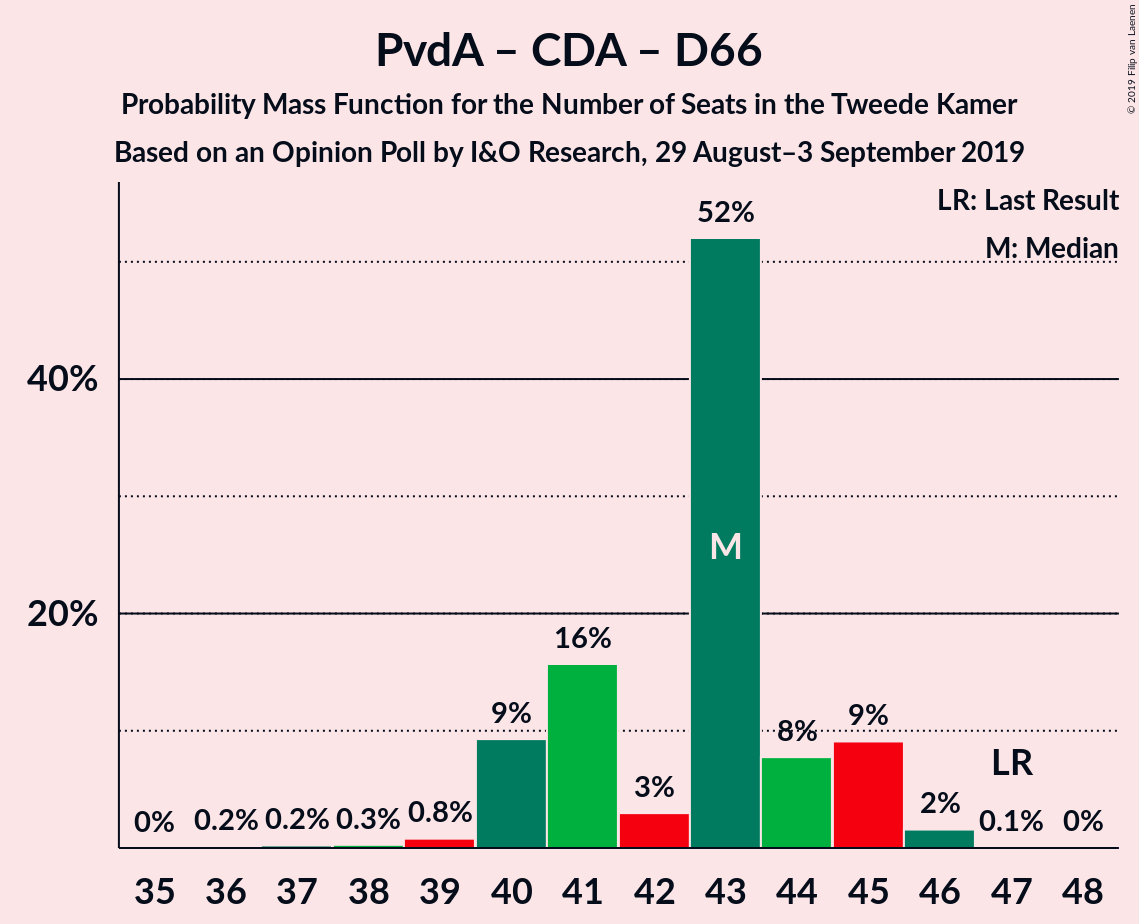 PvdA – CDA – D66
Probability Mass Function for the Number of Seats in the Tweede Kamer
Based on an Opinion Poll by I&O Research, 29 August–3 September 2019
© 2019 Filip van Laenen
LR: Last Result
M: Median
52%
40%
M
20%
16%
9%
9%
8%
LR
3%
2%
0.8%
0% 0.2% 0.2% 0.3% 0.1% 0%
35 36 37 38 39 40 41 42 43 44 45 46 47 48